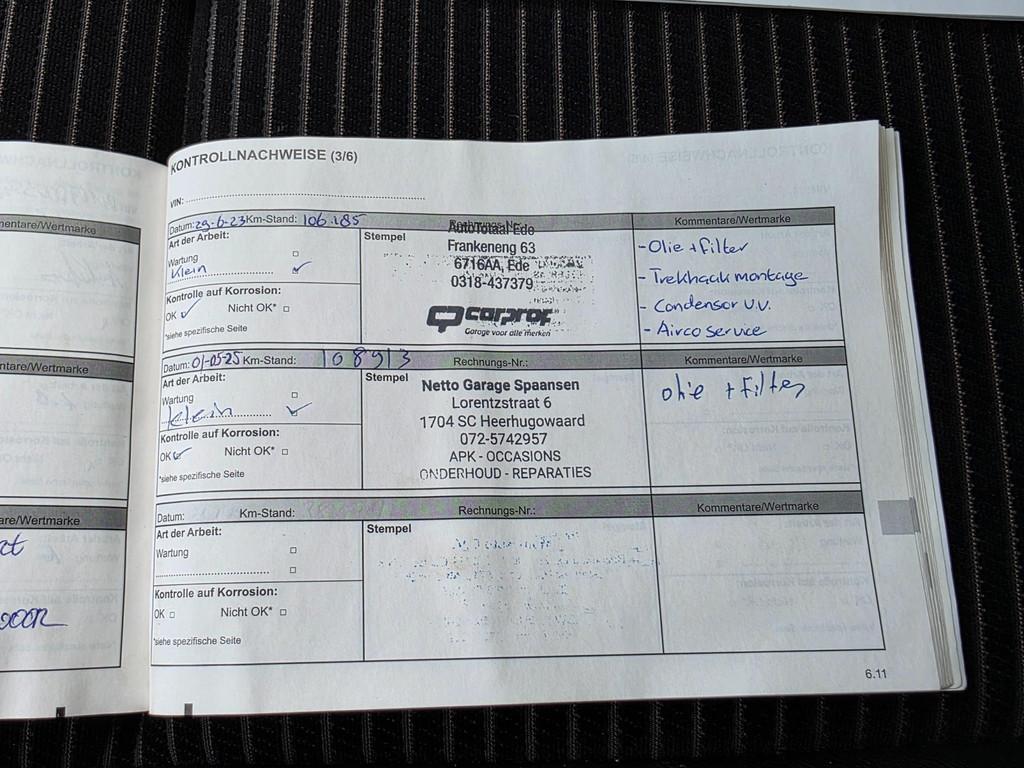 KONTROLLNACHWEISE (3/6)
VIN:
Datum: 29-6-23 Km-Stand: 106.185 Rechnungs-Nr.: Kommentare/Wertmarke
Art der Arbeit:
Wartung
Klein
Kontrolle auf Korrosion:
OK Nicht OK*
*siehe spezifische Seite
Stempel
AutoTotaal Ede
Frankeneng 63
6716AA, Ede
0318-437379
carprof
Garage voor alle merken
- Olie + filter
- Trekhaak montage
- Condensor v.v.
- Airco service
Datum: 01-05-25 Km-Stand: 108913 Rechnungs-Nr.: Kommentare/Wertmarke
Art der Arbeit:
Wartung
klein
Kontrolle auf Korrosion:
OK Nicht OK*
*siehe spezifische Seite
Stempel
Netto Garage Spaansen
Lorentzstraat 6
1704 SC Heerhugowaard
072-5742957
APK - OCCASIONS
ONDERHOUD - REPARATIES
olie + filter
Datum: Km-Stand: Rechnungs-Nr.: Kommentare/Wertmarke
Art der Arbeit:
Wartung
Kontrolle auf Korrosion:
OK Nicht OK*
*siehe spezifische Seite
Stempel
6.11